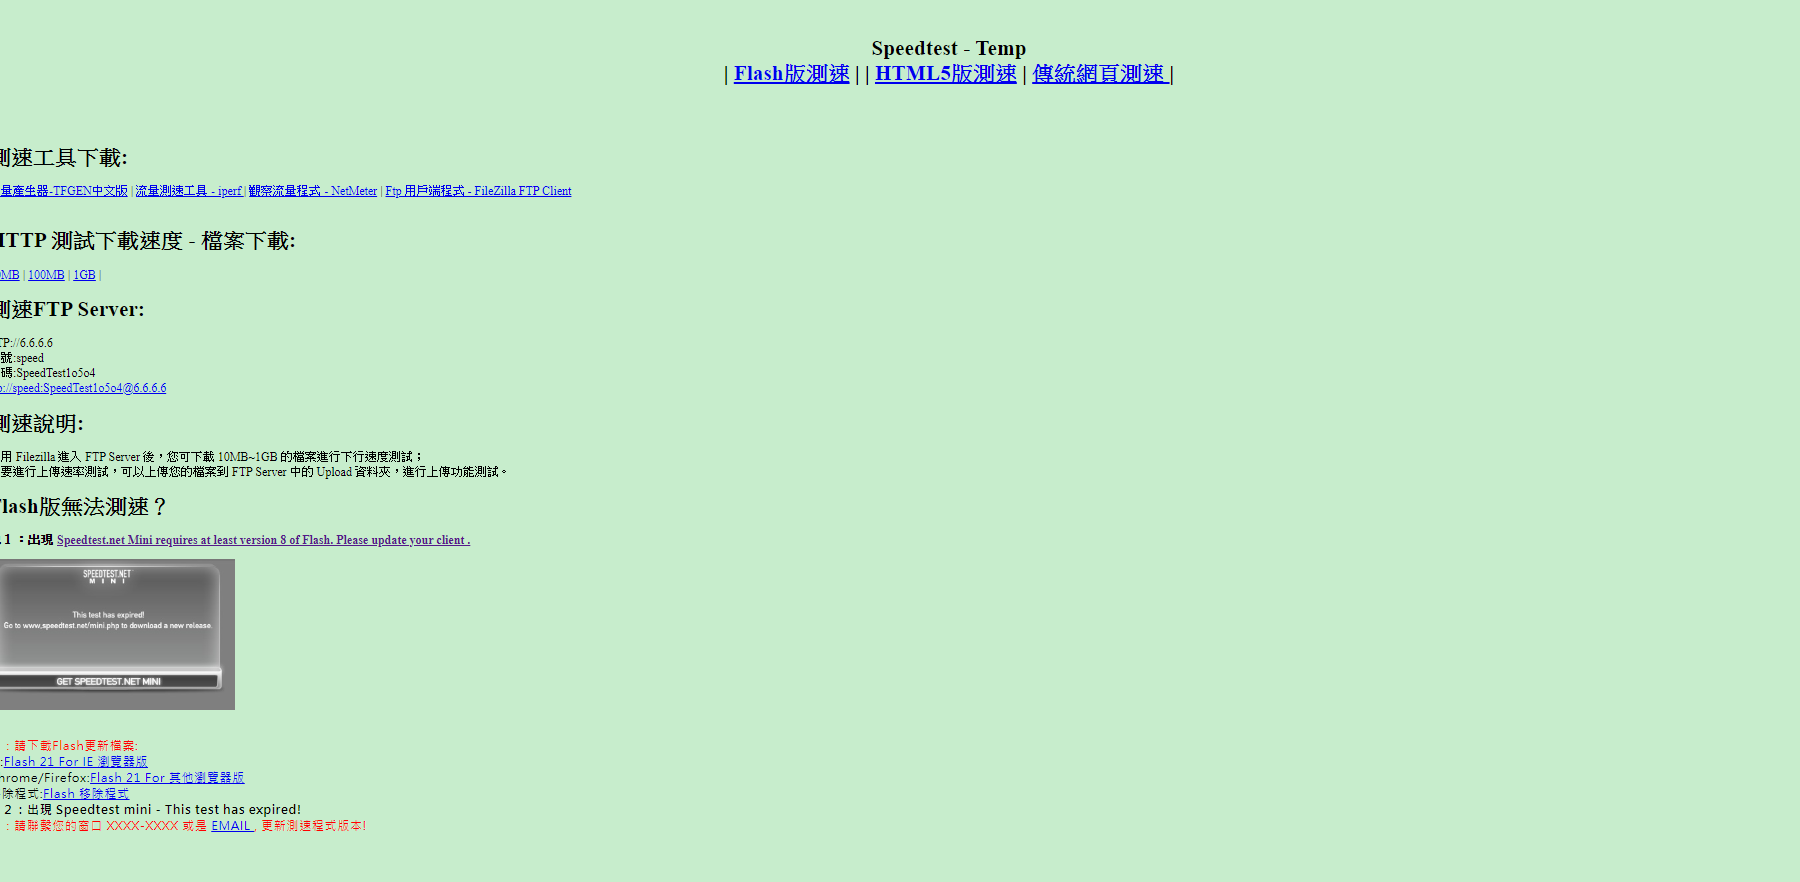 Speedtest - Temp
| Flash版測速 | | HTML5版測速 | 傳統網頁測速 |
測速工具下載:
量產生器-TFGEN中文版 | 流量測速工具 - iperf | 觀察流量程式 - NetMeter | Ftp 用戶端程式 - FileZilla FTP Client
HTTP 測試下載速度 - 檔案下載:
0MB | 100MB | 1GB |
測速FTP Server:
TP://6.6.6.6
號:speed
碼:SpeedTest1o5o4
p://speed:SpeedTest1o5o4@6.6.6.6
測速說明:
用 Filezilla 進入 FTP Server 後，您可下載 10MB~1GB 的檔案進行下行速度測試；
要進行上傳速率測試，可以上傳您的檔案到 FTP Server 中的 Upload 資料夾，進行上傳功能測試。
Flash版無法測速？
.1：出現 Speedtest.net Mini requires at least version 8 of Flash. Please update your client .
SPEEDTEST.NET
MINI
This test has expired!
Go to www.speedtest.net/mini.php to download a new release.
GET SPEEDTEST.NET MINI
：請下載Flash更新檔案:
:Flash 21 For IE 瀏覽器版
hrome/Firefox:Flash 21 For 其他瀏覽器版
除程式:Flash 移除程式
2：出現 Speedtest mini - This test has expired!
：請聯繫您的窗口 XXXX-XXXX 或是 EMAIL , 更新測速程式版本!